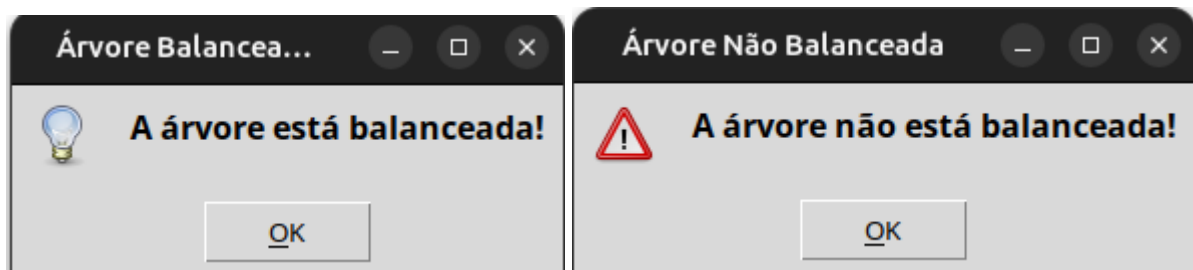 Árvore Balancea...
A árvore está balanceada!
OK
Árvore Não Balanceada
A árvore não está balanceada!
OK